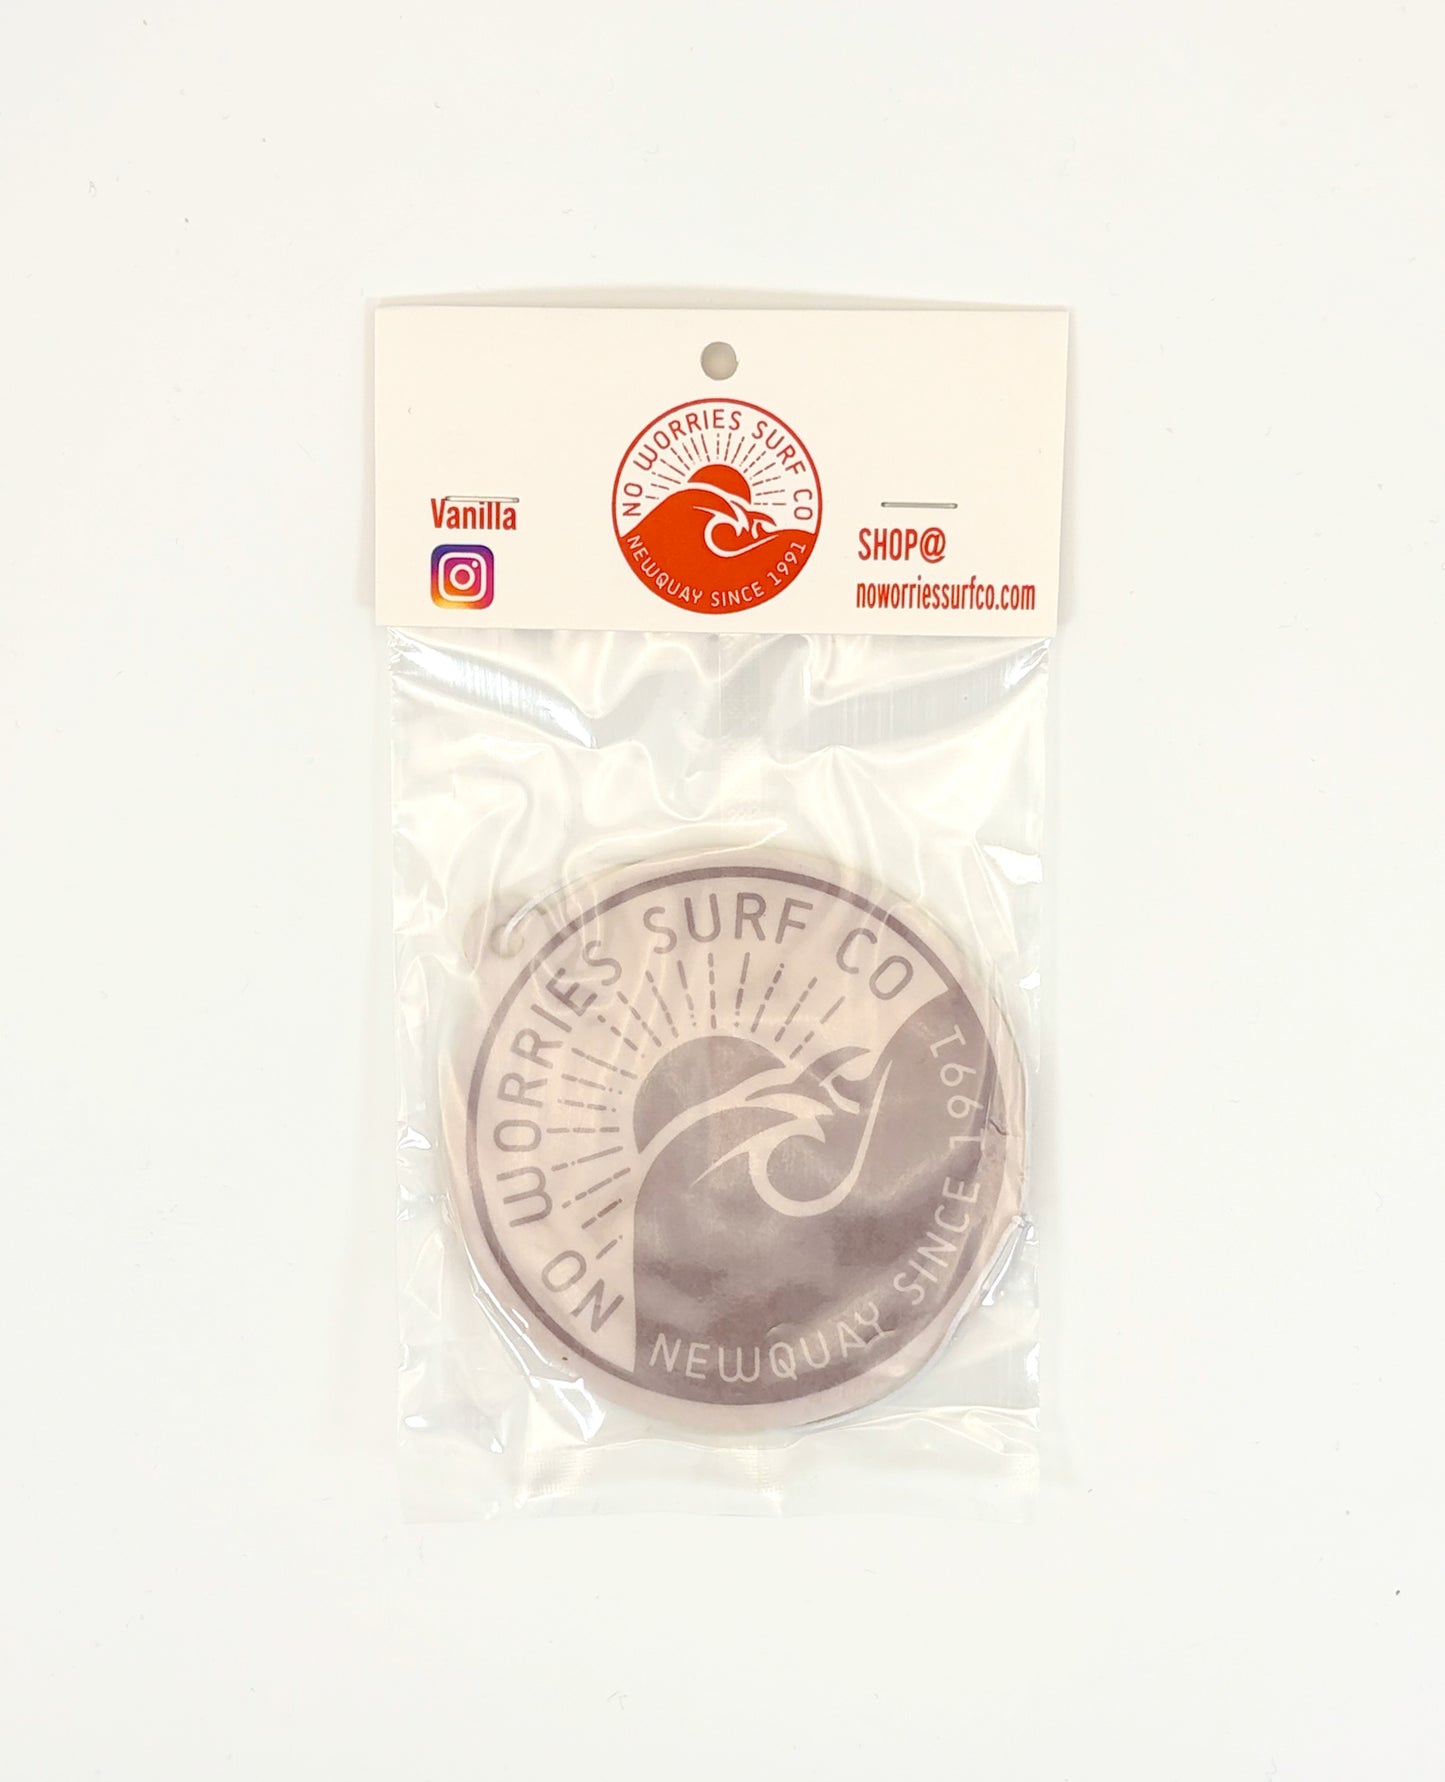 NO WORRIES SURF CO
NEWQUAY SINCE 1991
Vanilla
SHOP@
noworriessurfco.com
NO WORRIES SURF CO
NEWQUAY SINCE 1991